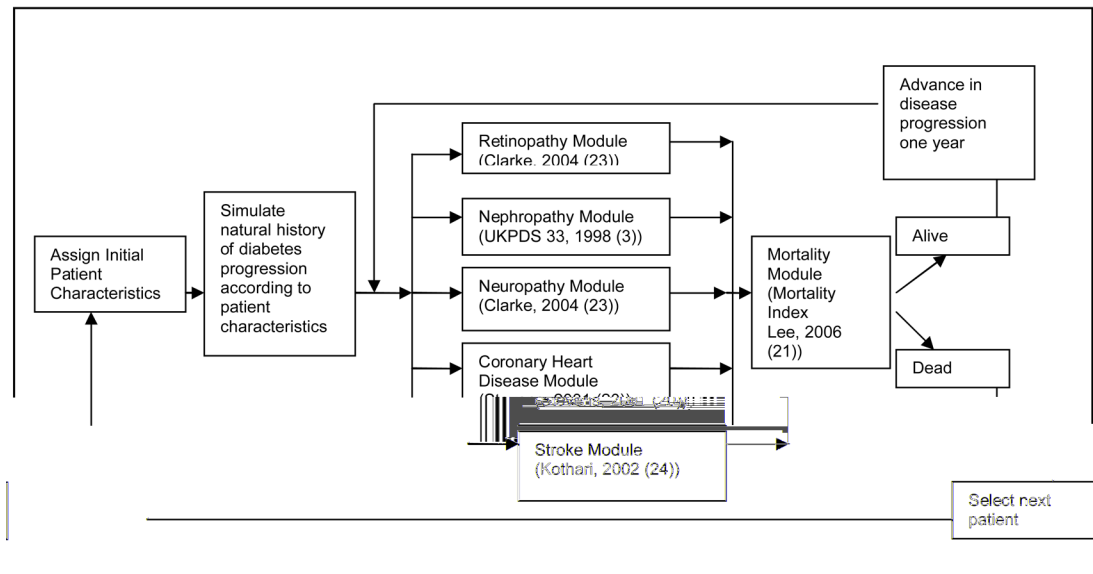 Advance in
disease
progression
one year
Retinopathy Module
(Clarke, 2004 (23))
Simulate
natural history
of diabetes
progression
according to
patient
characteristics
Nephropathy Module
(UKPDS 33, 1998 (3))
Alive
Assign Initial
Patient
Characteristics
Mortality
Module
(Mortality
Index
Lee, 2006
(21))
Neuropathy Module
(Clarke, 2004 (23))
Coronary Heart
Disease Module
Dead
Stroke Module
(Kothari, 2002 (24))
Select next
patient